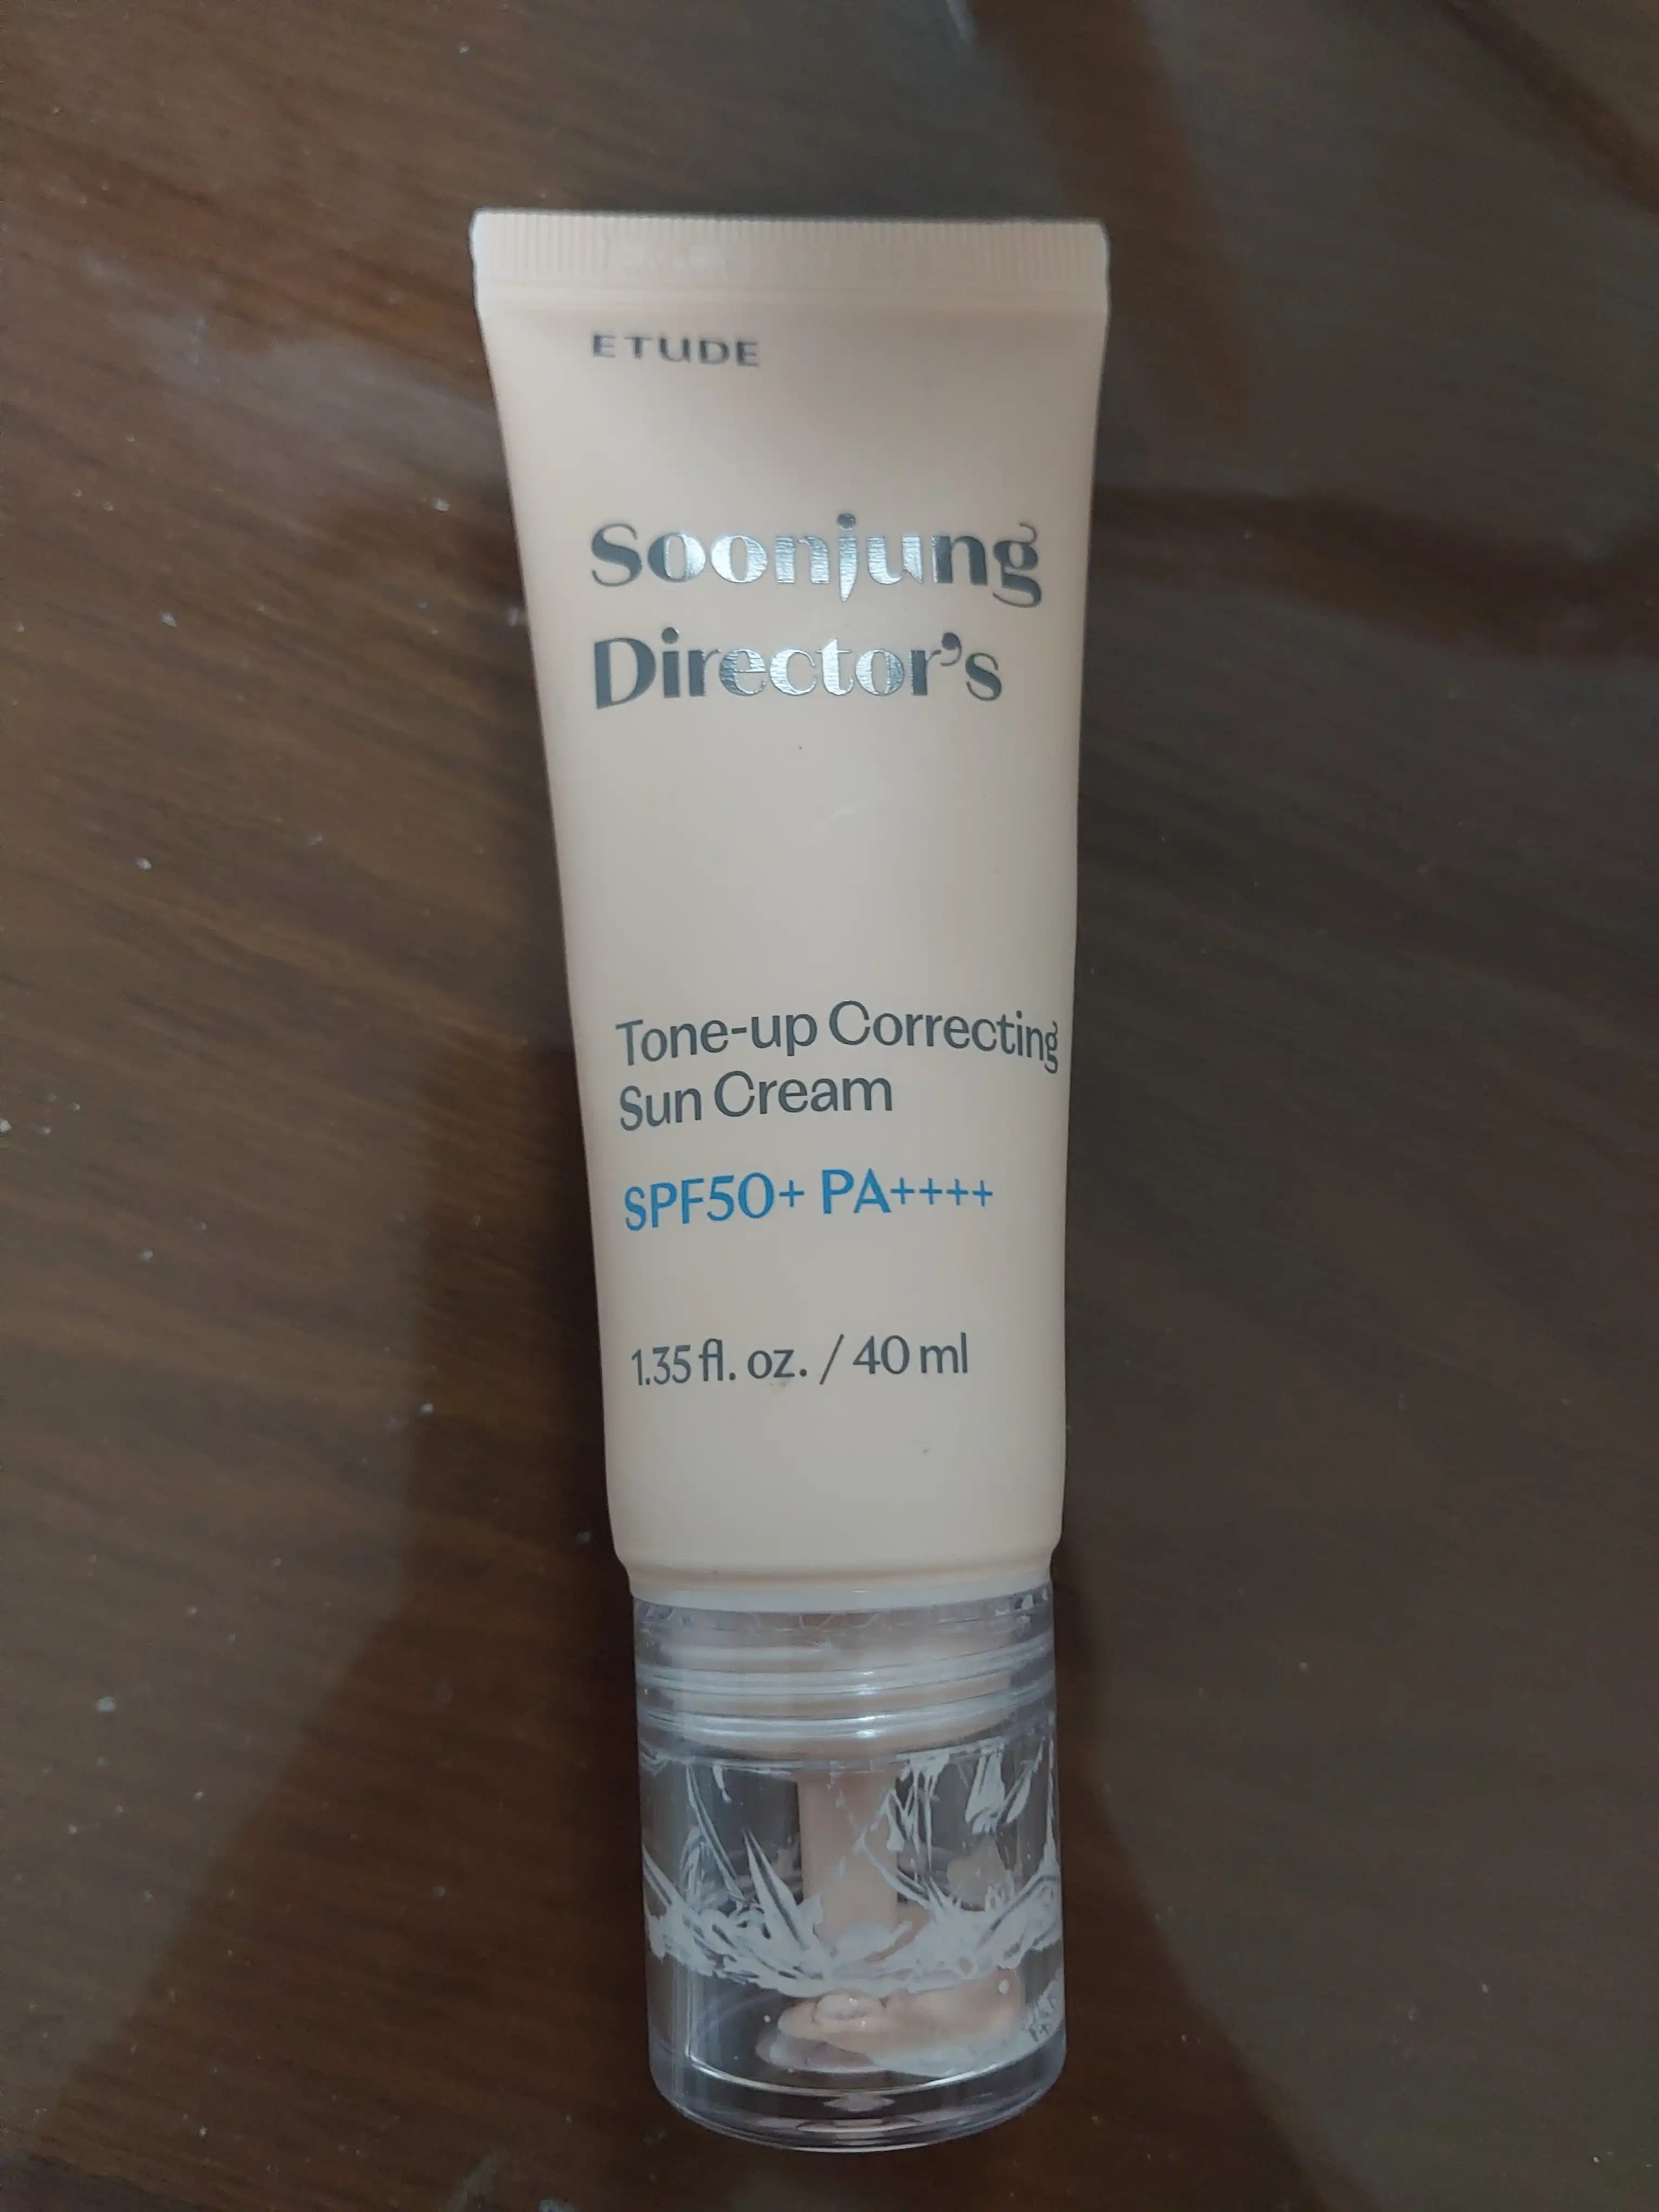 ETUDE
Soonjung
Director's
Tone-up Correcting
Sun Cream
SPF50+ PA++++
1.35 fl. oz. / 40 ml